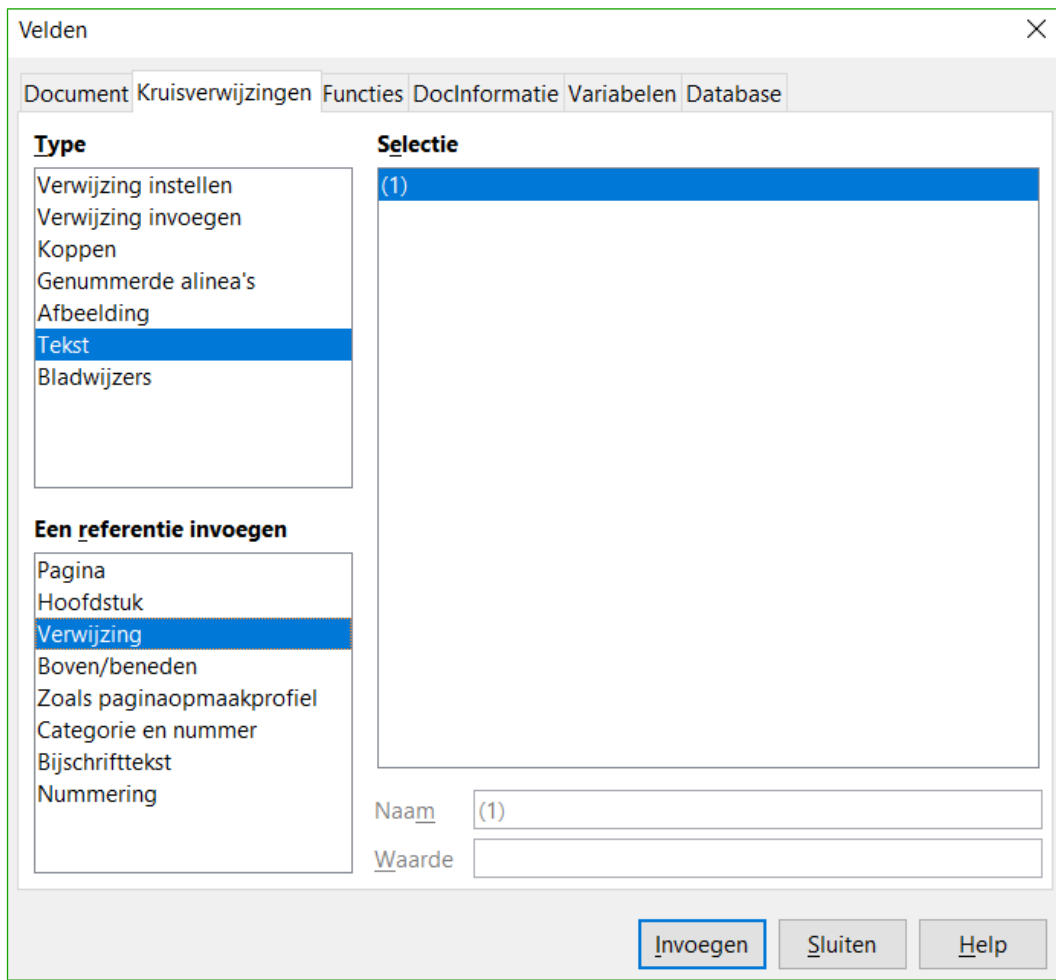 Velden
Document Kruisverwijzingen Functies DocInformatie Variabelen Database
Type
Verwijzing instellen
Verwijzing invoegen
Koppen
Genummerde alinea's
Afbeelding
Tekst
Bladwijzers
Een referentie invoegen
Pagina
Hoofdstuk
Verwijzing
Boven/beneden
Zoals paginaopmaakprofiel
Categorie en nummer
Bijschrifttekst
Nummering
Selectie
(1)
Naam (1)
Waarde
Invoegen Sluiten Help